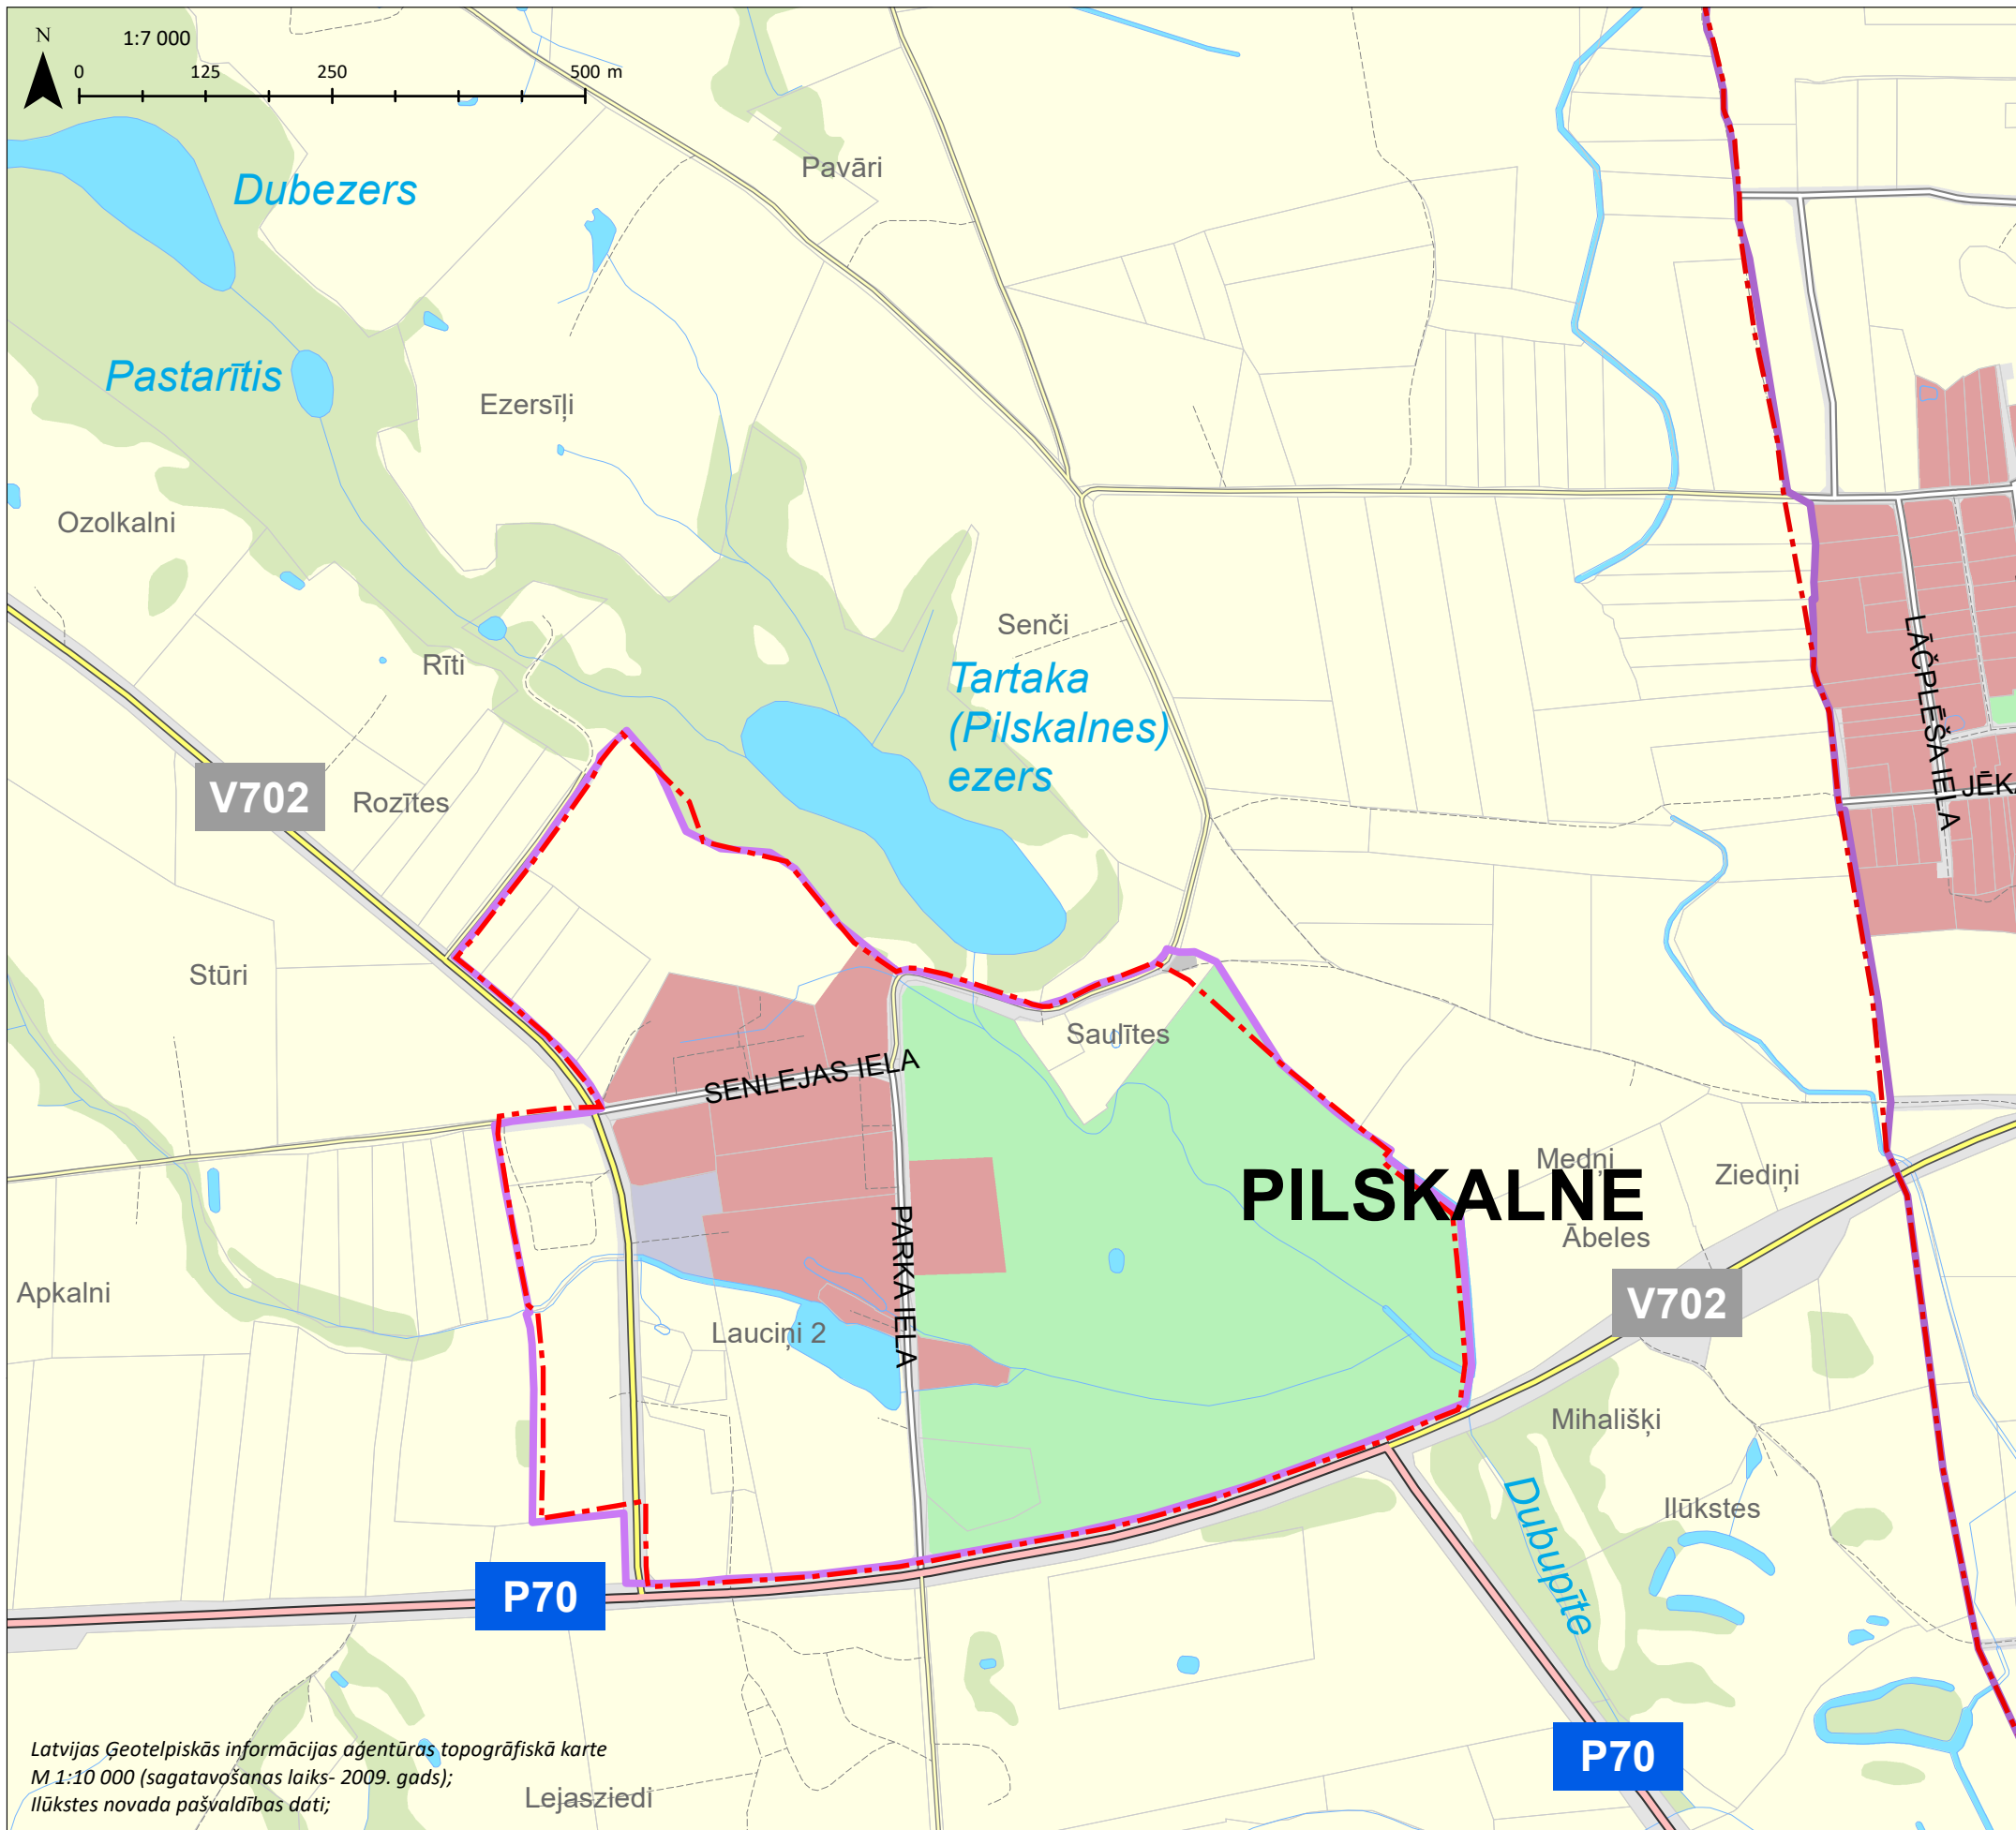 N
1:7 000
0 125 250 500 m
Pavāri
Dubezers
Pastarītis
Ezersīļi
Ozolkalni
Senči
Rīti
Tartaka
(Pilskalnes)
ezers
LĀČPLĒŠA IELA
V702
Rozītes
JĒKA
Stūri
Saulītes
SENLEJAS IELA
PILSKALNE
Medņi
Ziediņi
Ābeles
PARKA IELA
Apkalni
V702
Lauciņi 2
Mihališķi
Ilūkstes
Dubupīte
P70
P70
Latvijas Ģeotelpiskās informācijas aģentūras topogrāfiskā karte
M 1:10 000 (sagatavošanas laiks- 2009. gads);
Ilūkstes novada pašvaldības dati;
Lejasziedi